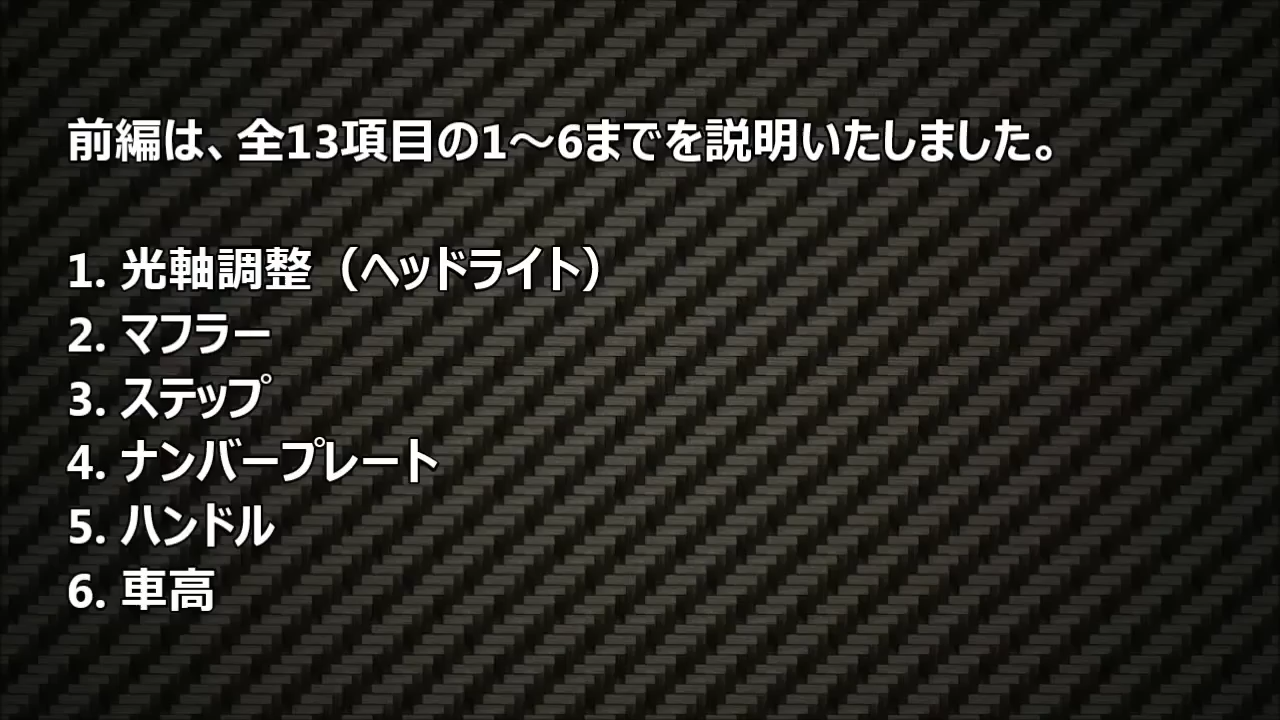 前編は、全13項目の1～6までを説明いたしました。
1. 光軸調整（ヘッドライト）
2. マフラー
3. ステップ
4. ナンバープレート
5. ハンドル
6. 車高